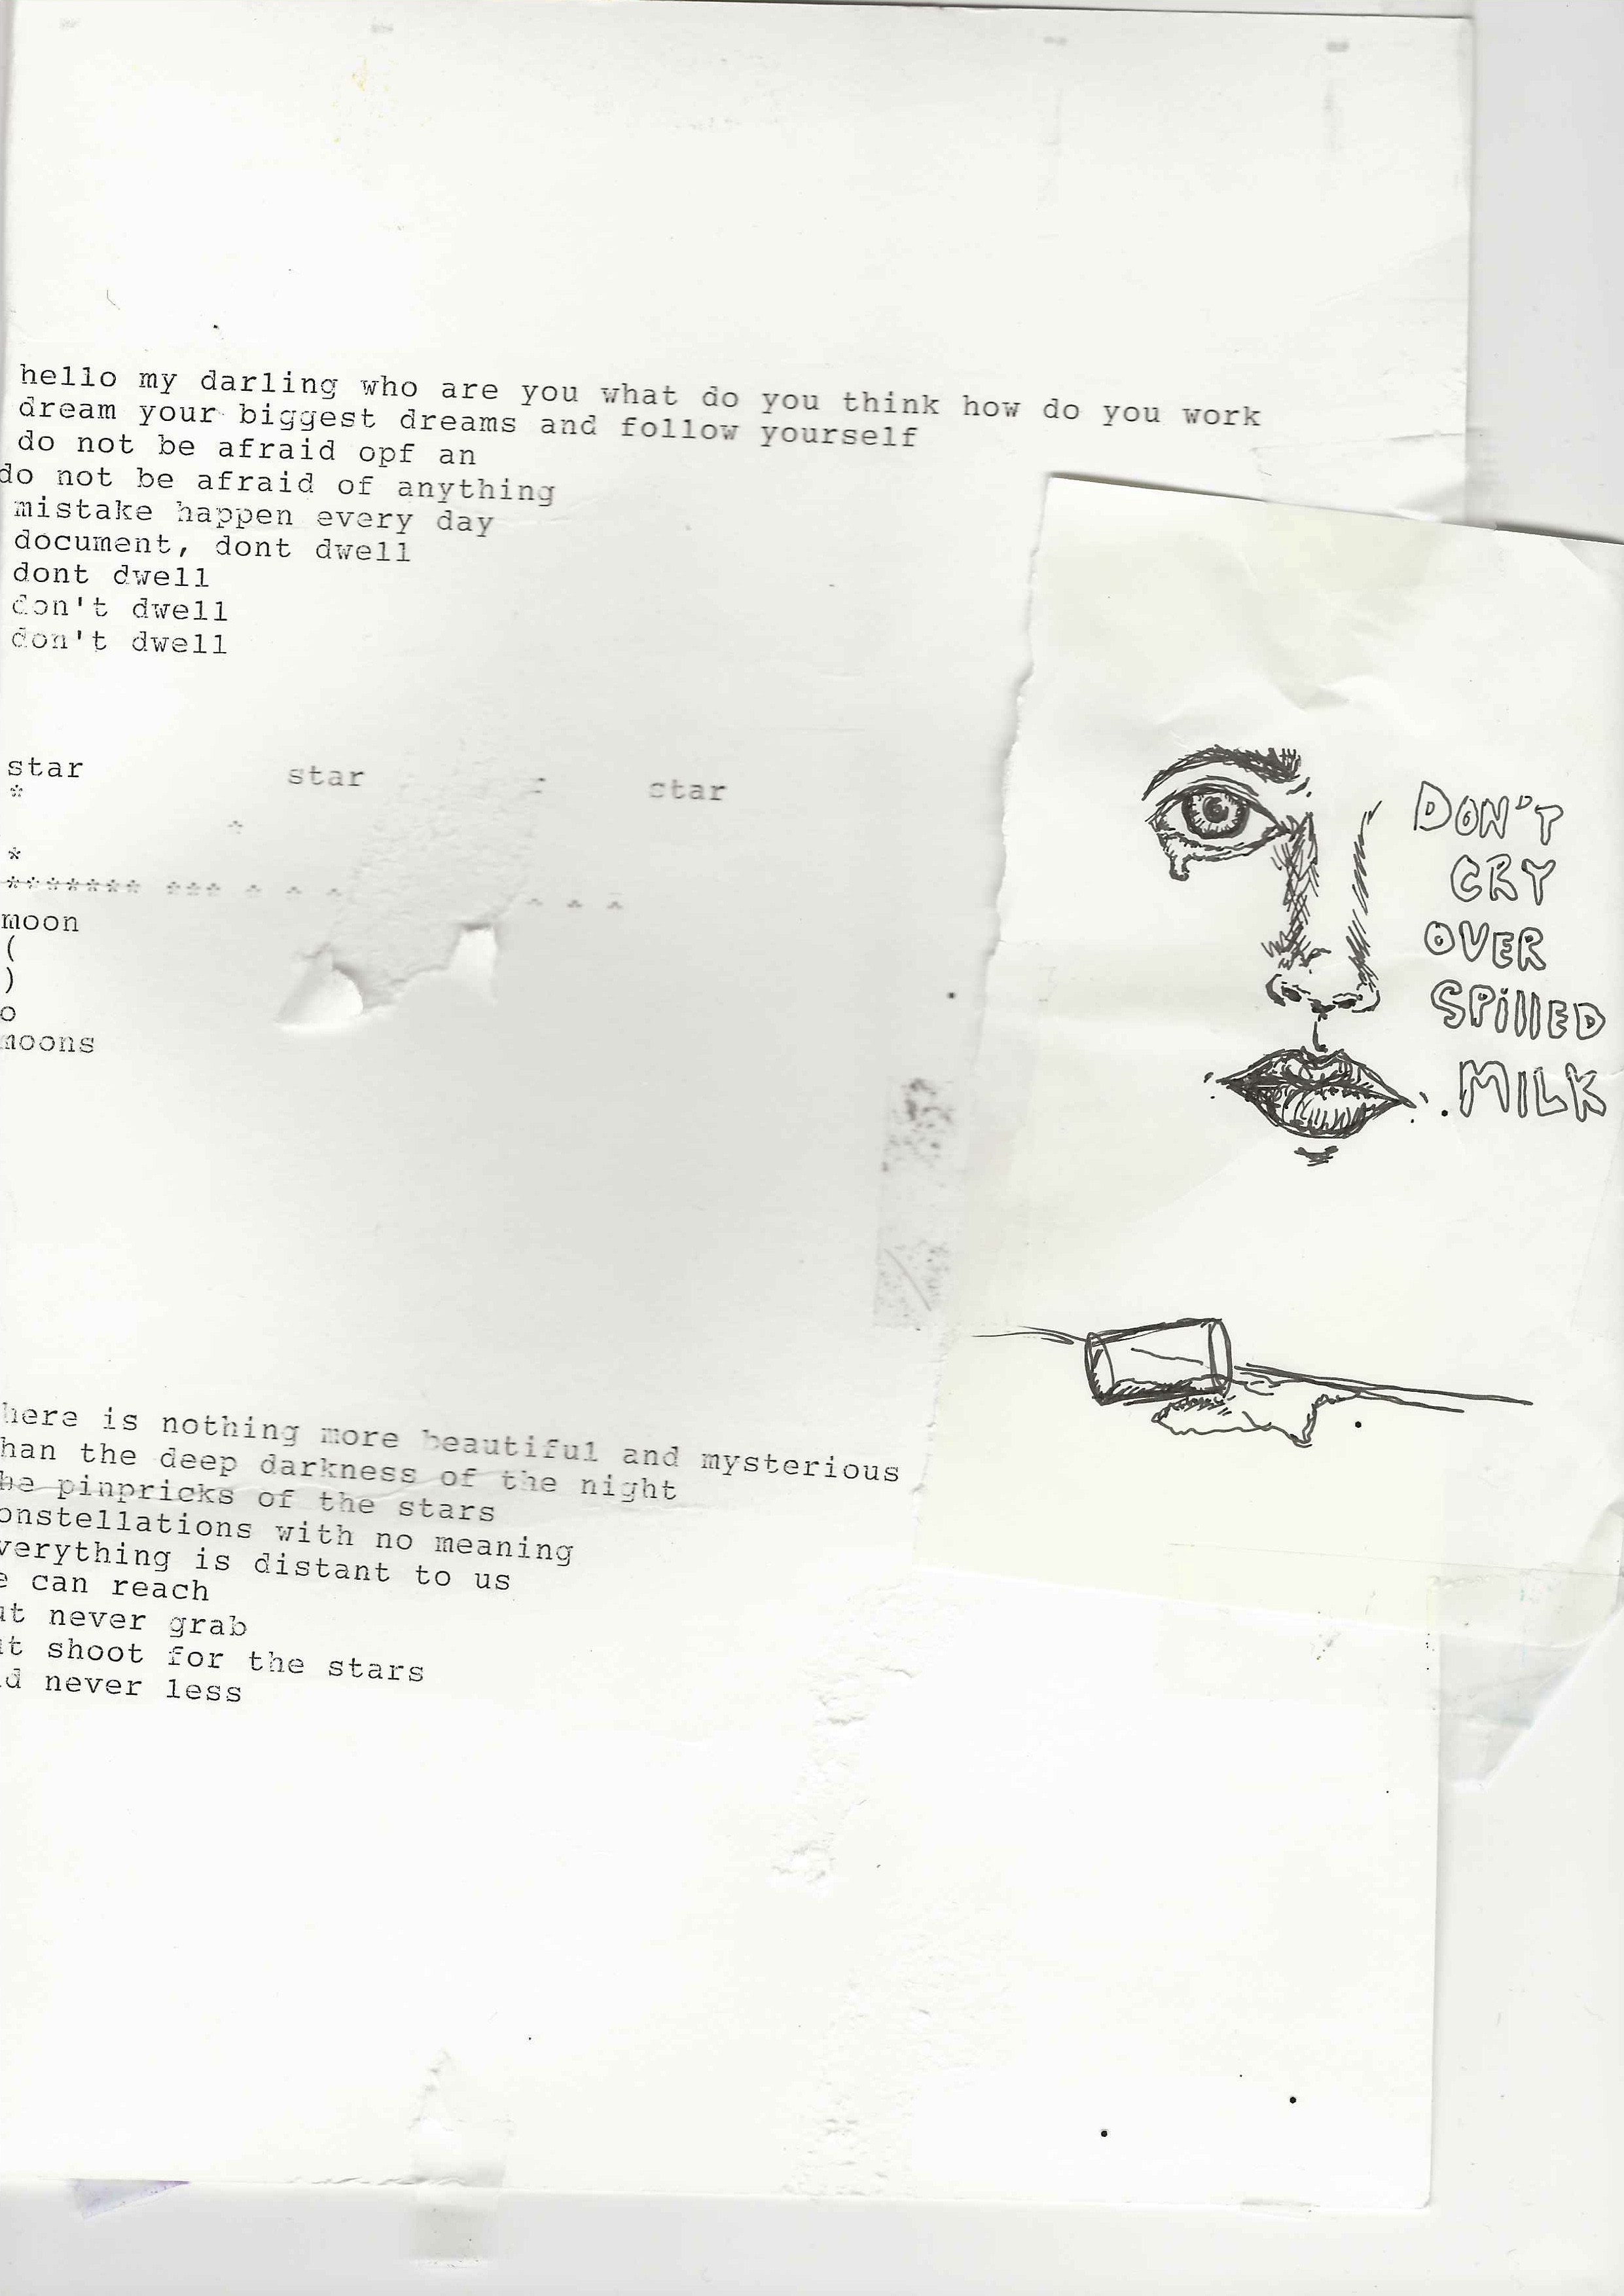 hello my darling who are you what do you think how do you work
dream your biggest dreams and follow yourself
do not be afraid opf an
do not be afraid of anything
mistake happen every day
document, dont dwell
dont dwell
don't dwell
don't dwell
star star star
*
*
*
******* *** * * * * * *
moon
(
)
o
moons
here is nothing more beautiful and mysterious
han the deep darkness of the night
he pinpricks of the stars
onstellations with no meaning
verything is distant to us
e can reach
ut never grab
ut shoot for the stars
d never less
DON'T
CRY
OVER
SPillED
MILK